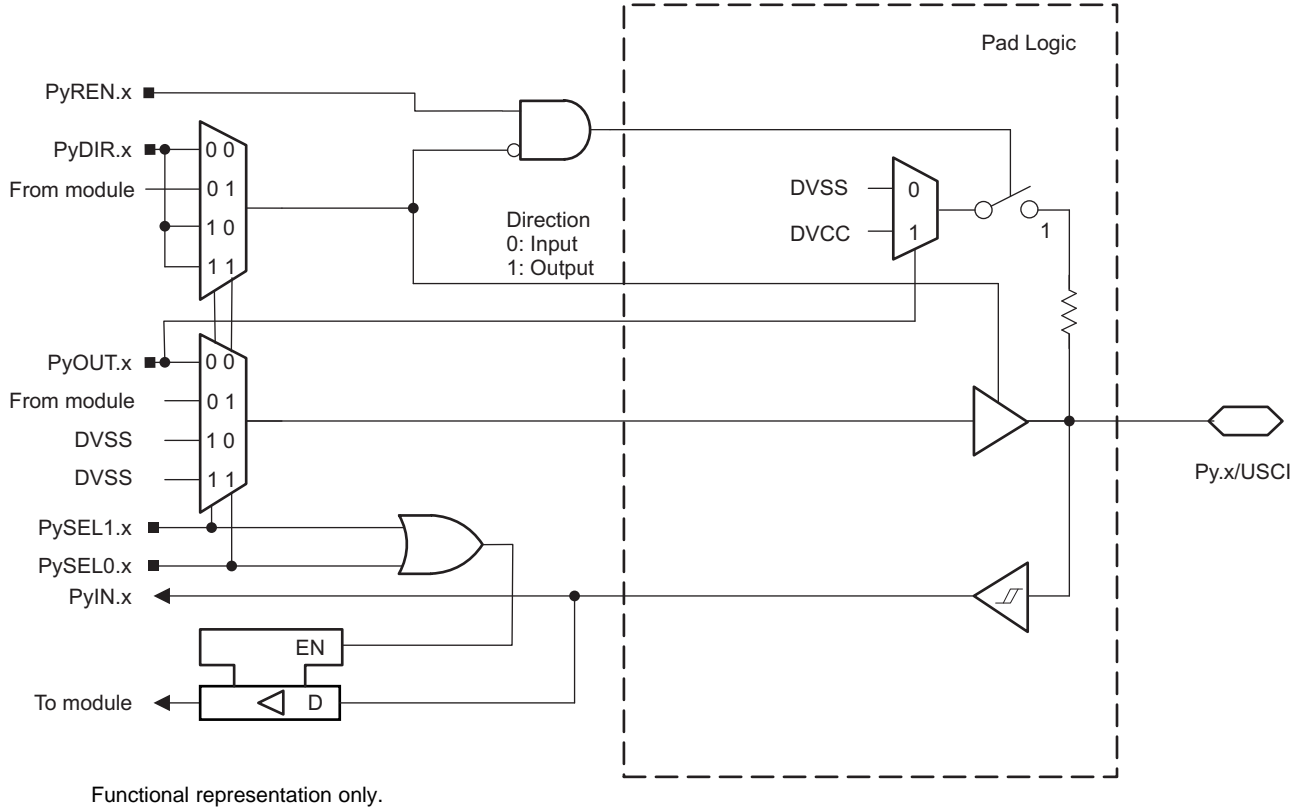 Pad Logic
PyREN.x
PyDIR.x
0 0
From module
0 1
1 0
1 1
Direction
0: Input
1: Output
DVSS
0
DVCC
1
1
PyOUT.x
0 0
From module
0 1
DVSS
1 0
DVSS
1 1
Py.x/USCI
PySEL1.x
PySEL0.x
PyIN.x
EN
To module
D
Functional representation only.